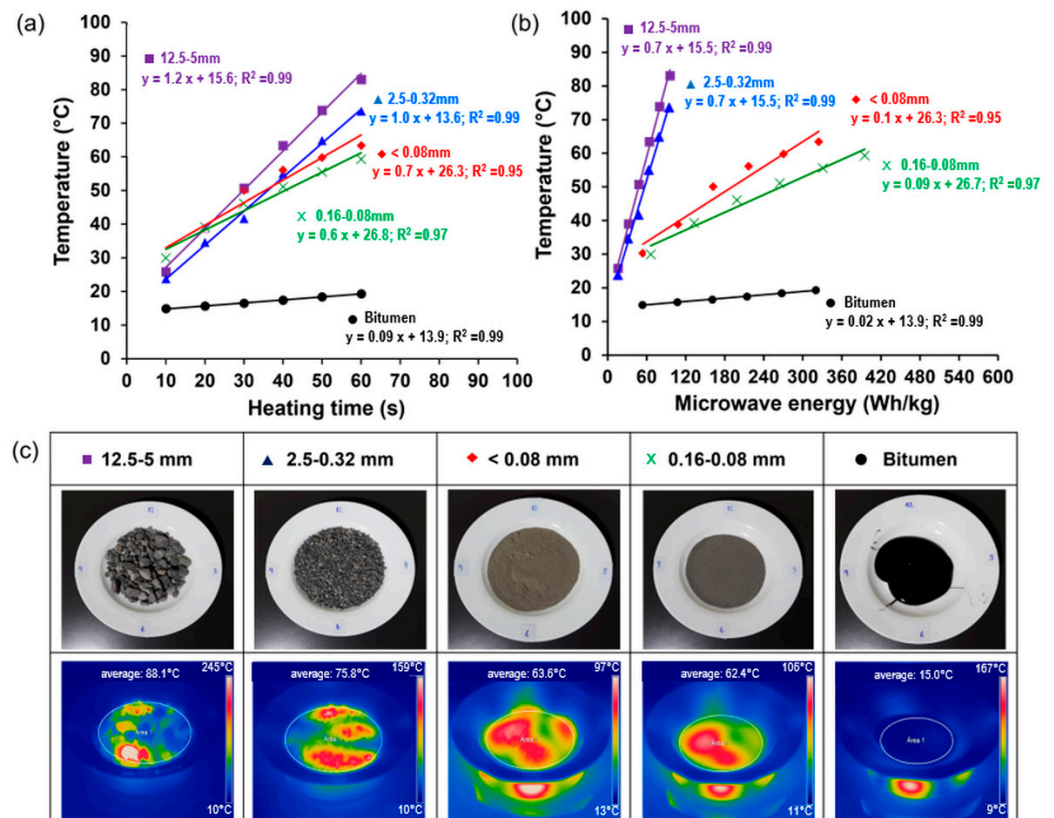 (a)
Temperature (°C)
100
90
80
70
60
50
40
30
20
10
0
12.5-5mm
y = 1.2 x + 15.6; R² =0.99
2.5-0.32mm
y = 1.0 x + 13.6; R² =0.99
< 0.08mm
y = 0.7 x + 26.3; R² =0.95
0.16-0.08mm
y = 0.6 x + 26.8; R² =0.97
Bitumen
y = 0.09 x + 13.9; R² =0.99
0 10 20 30 40 50 60 70 80 90 100
Heating time (s)
(b)
Temperature (°C)
100
90
80
70
60
50
40
30
20
10
0
12.5-5mm
y = 0.7 x + 15.5; R² =0.99
2.5-0.32mm
y = 0.7 x + 15.5; R² =0.99
< 0.08mm
y = 0.1 x + 26.3; R² =0.95
0.16-0.08mm
y = 0.09 x + 26.7; R² =0.97
Bitumen
y = 0.02 x + 13.9; R² =0.99
0 60 120 180 240 300 360 420 480 540 600
Microwave energy (Wh/kg)
(c)
12.5-5 mm
2.5-0.32 mm
< 0.08 mm
0.16-0.08 mm
Bitumen
245°C
average: 88.1°C
Area 1
10°C
159°C
average: 75.8°C
Area
10°C
97°C
average: 63.6°C
Area
13°C
106°C
average: 62.4°C
Area
11°C
167°C
average: 15.0°C
Area 1
9°C